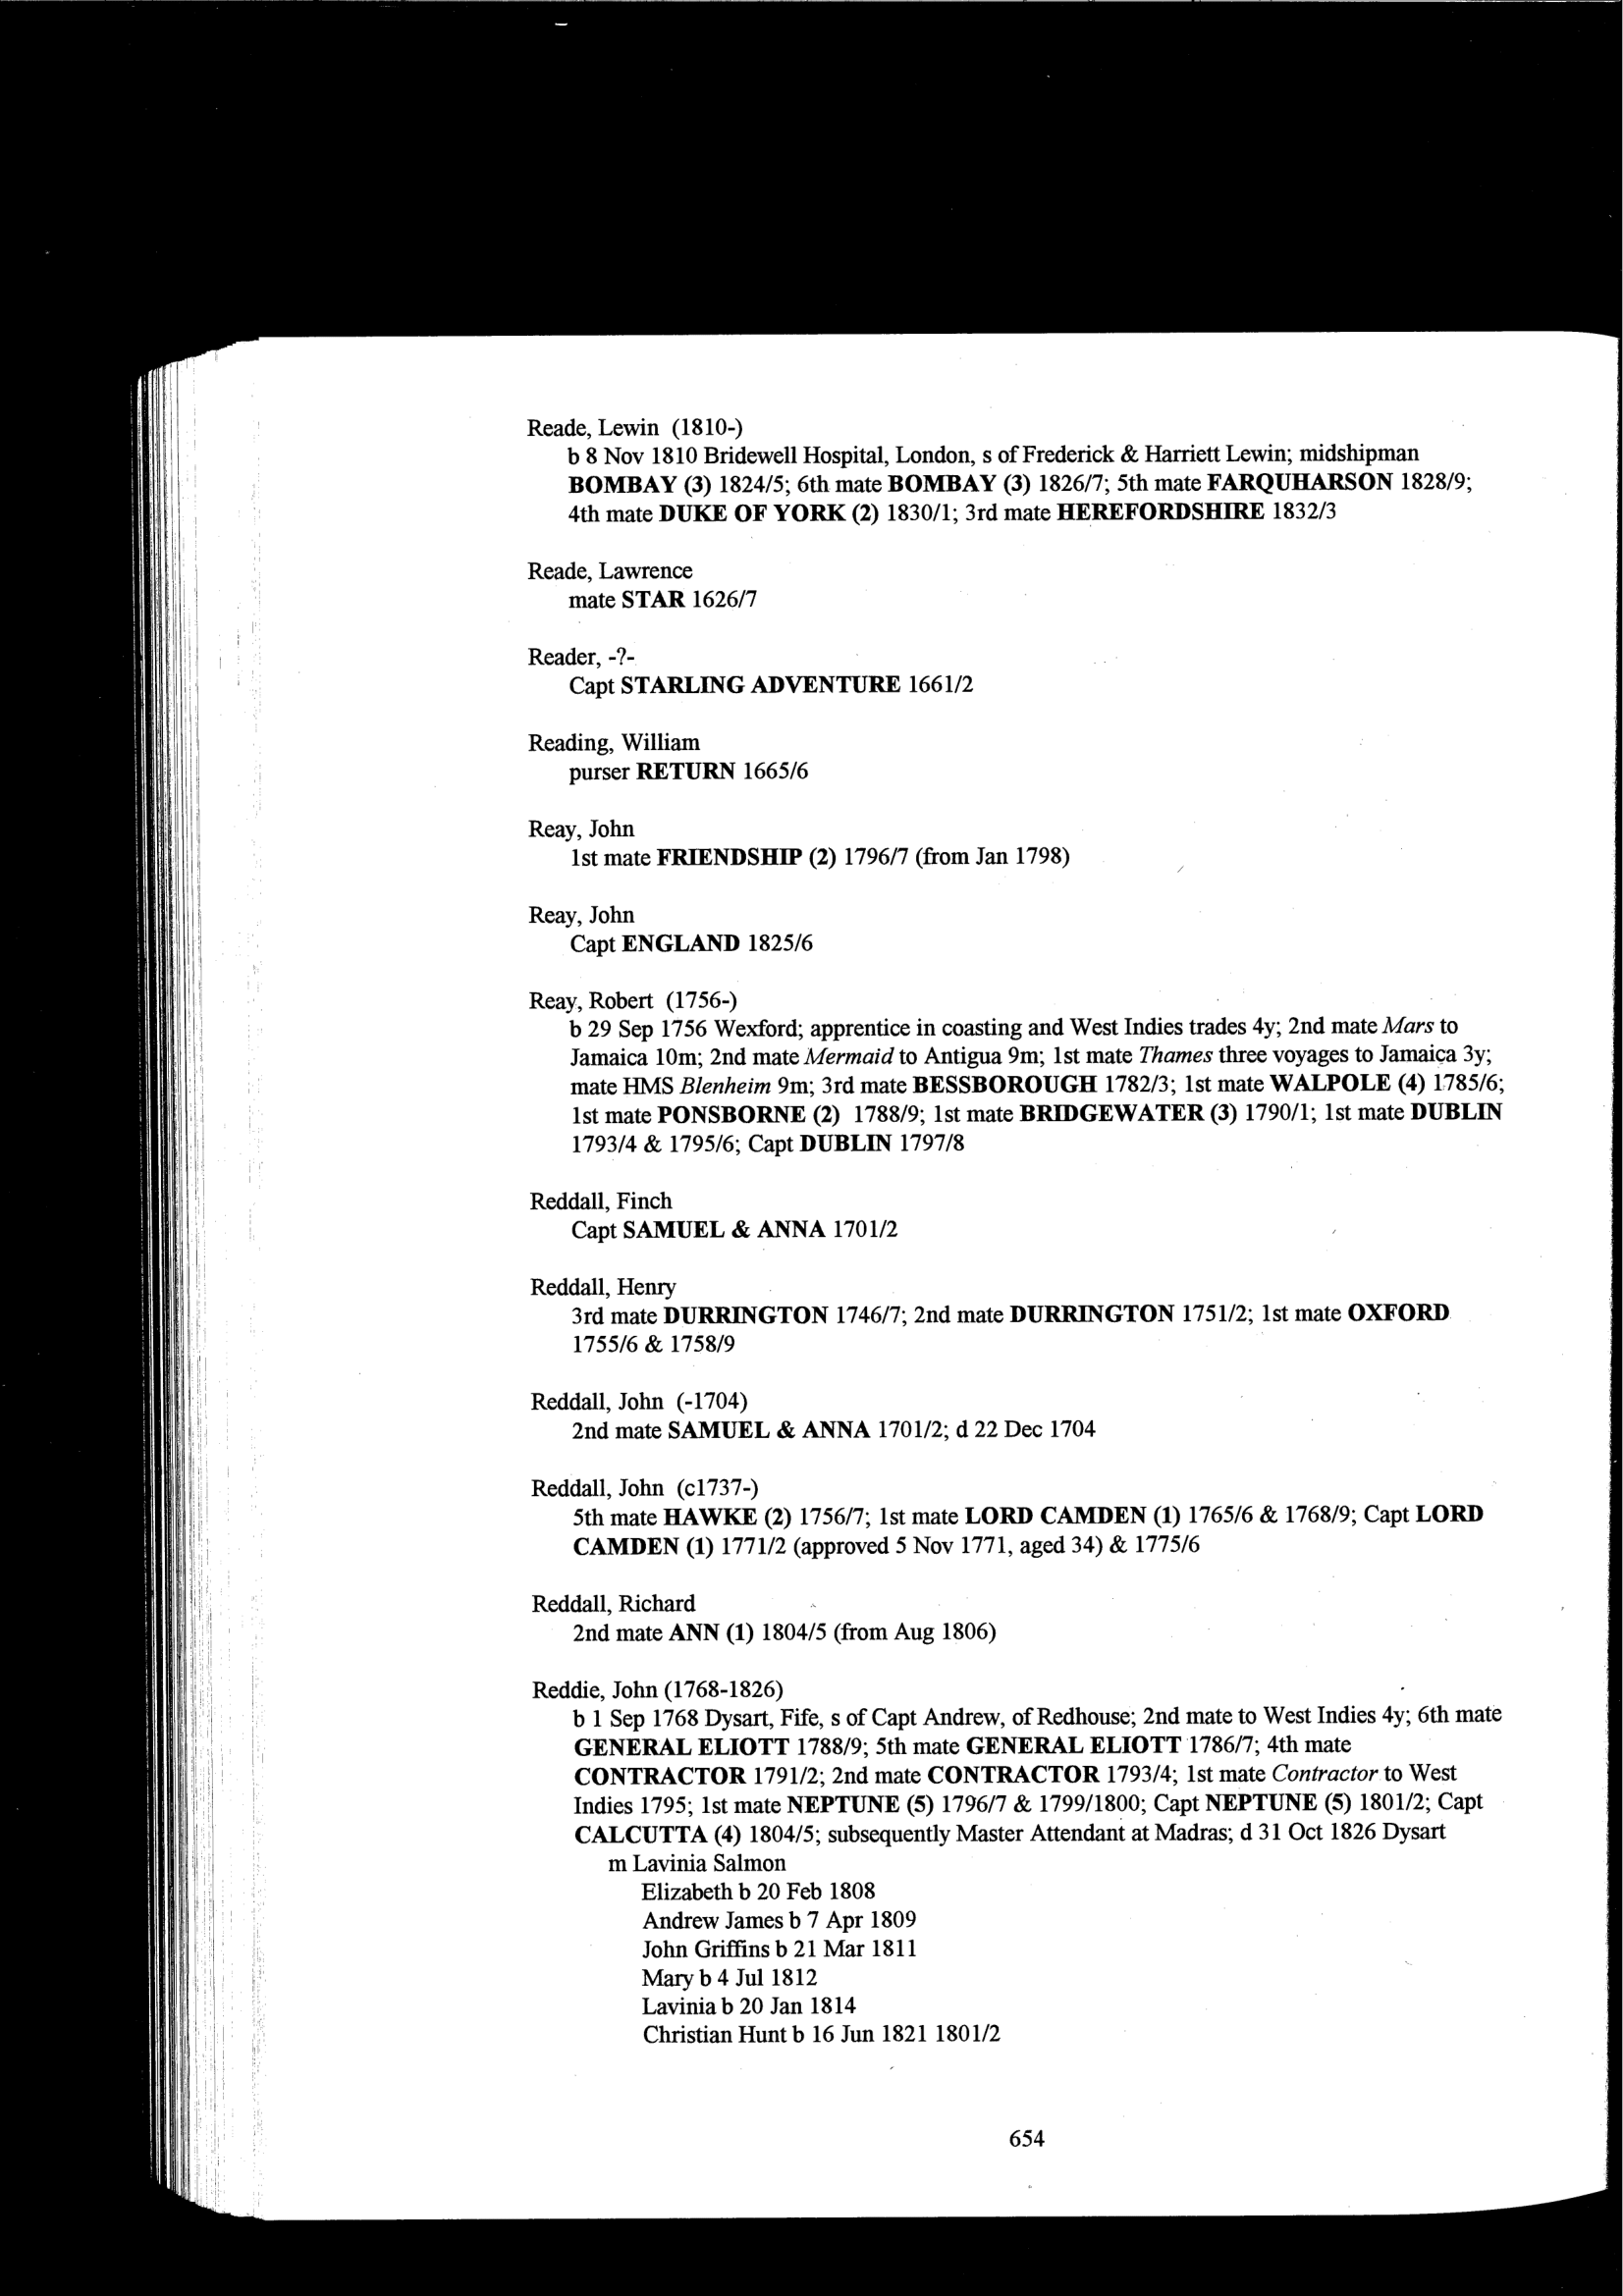 Reade, Lewin (1810-)
b 8 Nov 1810 Bridewell Hospital, London, s of Frederick & Harriett Lewin; midshipman
BOMBAY (3) 1824/5; 6th mate BOMBAY (3) 1826/7; 5th mate FARQUHARSON 1828/9;
4th mate DUKE OF YORK (2) 1830/1; 3rd mate HEREFORDSHIRE 1832/3
Reade, Lawrence
mate STAR 1626/7
Reader, -?-
Capt STARLING ADVENTURE 1661/2
Reading, William
purser RETURN 1665/6
Reay, John
1st mate FRIENDSHIP (2) 1796/7 (from Jan 1798)
Reay, John
Capt ENGLAND 1825/6
Reay, Robert (1756-)
b 29 Sep 1756 Wexford; apprentice in coasting and West Indies trades 4y; 2nd mate Mars to
Jamaica 10m; 2nd mate Mermaid to Antigua 9m; 1st mate Thames three voyages to Jamaica 3y;
mate HMS Blenheim 9m; 3rd mate BESSBOROUGH 1782/3; 1st mate WALPOLE (4) 1785/6;
1st mate PONSBORNE (2) 1788/9; 1st mate BRIDGEWATER (3) 1790/1; 1st mate DUBLIN
1793/4 & 1795/6; Capt DUBLIN 1797/8
Reddall, Finch
Capt SAMUEL & ANNA 1701/2
Reddall, Henry
3rd mate DURRINGTON 1746/7; 2nd mate DURRINGTON 1751/2; 1st mate OXFORD
1755/6 & 1758/9
Reddall, John (-1704)
2nd mate SAMUEL & ANNA 1701/2; d 22 Dec 1704
Reddall, John (c1737-)
5th mate HAWKE (2) 1756/7; 1st mate LORD CAMDEN (1) 1765/6 & 1768/9; Capt LORD
CAMDEN (1) 1771/2 (approved 5 Nov 1771, aged 34) & 1775/6
Reddall, Richard
2nd mate ANN (1) 1804/5 (from Aug 1806)
Reddie, John (1768-1826)
b 1 Sep 1768 Dysart, Fife, s of Capt Andrew, of Redhouse; 2nd mate to West Indies 4y; 6th mate
GENERAL ELIOTT 1788/9; 5th mate GENERAL ELIOTT 1786/7; 4th mate
CONTRACTOR 1791/2; 2nd mate CONTRACTOR 1793/4; 1st mate Contractor to West
Indies 1795; 1st mate NEPTUNE (5) 1796/7 & 1799/1800; Capt NEPTUNE (5) 1801/2; Capt
CALCUTTA (4) 1804/5; subsequently Master Attendant at Madras; d 31 Oct 1826 Dysart
m Lavinia Salmon
Elizabeth b 20 Feb 1808
Andrew James b 7 Apr 1809
John Griffins b 21 Mar 1811
Mary b 4 Jul 1812
Lavinia b 20 Jan 1814
Christian Hunt b 16 Jun 1821 1801/2
654